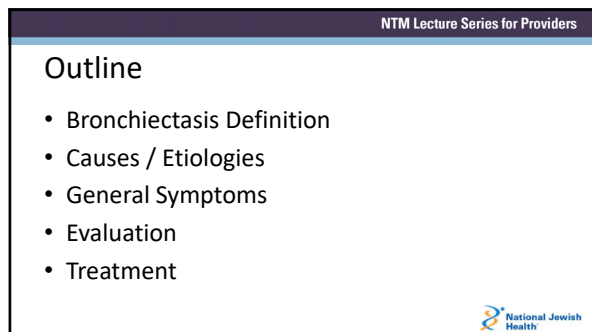 NTM Lecture Series for Providers
Outline
• Bronchiectasis Definition
• Causes / Etiologies
• General Symptoms
• Evaluation
• Treatment
National Jewish
Health®